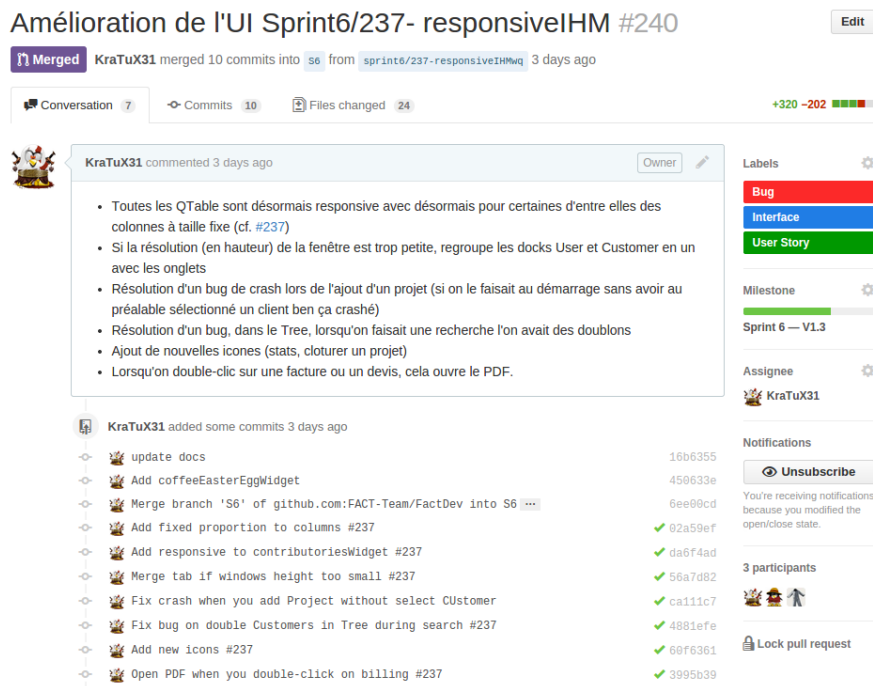 Amélioration de l'UI Sprint6/237- responsiveIHM #240
Edit
Merged KraTuX31 merged 10 commits into S6 from sprint6/237-responsiveIHMwq 3 days ago
Conversation 7 Commits 10 Files changed 24
+320 −202
KraTuX31 commented 3 days ago
Owner
• Toutes les QTable sont désormais responsive avec désormais pour certaines d'entre elles des
colonnes à taille fixe (cf. #237)
• Si la résolution (en hauteur) de la fenêtre est trop petite, regroupe les docks User et Customer en un
avec les onglets
• Résolution d'un bug de crash lors de l'ajout d'un projet (si on le faisait au démarrage sans avoir au
préalable sélectionné un client ben ça crashé)
• Résolution d'un bug, dans le Tree, lorsqu'on faisait une recherche l'on avait des doublons
• Ajout de nouvelles icones (stats, cloturer un projet)
• Lorsqu'on double-clic sur une facture ou un devis, cela ouvre le PDF.
KraTuX31 added some commits 3 days ago
update docs 16b6355
Add coffeeEasterEggWidget 450633e
Merge branch 'S6' of github.com:FACT-Team/FactDev into S6 ... 6ee00cd
Add fixed proportion to columns #237 02a59ef
Add responsive to contributoriesWidget #237 da6f4ad
Merge tab if windows height too small #237 56a7d82
Fix crash when you add Project without select CUstomer ca111c7
Fix bug on double Customers in Tree during search #237 4881efe
Add new icons #237 60f6361
Open PDF when you double-click on billing #237 3995b39
Labels
Bug
Interface
User Story
Milestone
Sprint 6 — V1.3
Assignee
KraTuX31
Notifications
Unsubscribe
You're receiving notifications
because you modified the
open/close state.
3 participants
Lock pull request